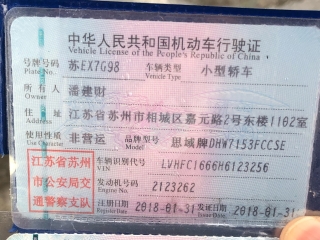 中华人民共和国机动车行驶证
Vehicle License of the People's Republic of China
号牌号码 苏EX7G98 车辆类型 小型轿车
Plate No. Vehicle Type
所有人 潘建财
Owner
住址 江苏省苏州市相城区嘉元路2号东楼1102室
Address
使用性质 非营运 品牌型号 思域牌DHW7153FCCSE
Use Character Model
江苏省苏州 车辆识别代号 LVHFC1666H6123256
VIN
市公安局交 发动机号码 2123262
Engine No.
通警察支队 注册日期 2018-01-31 发证日期 2018-01-31
Register Date Issue Date